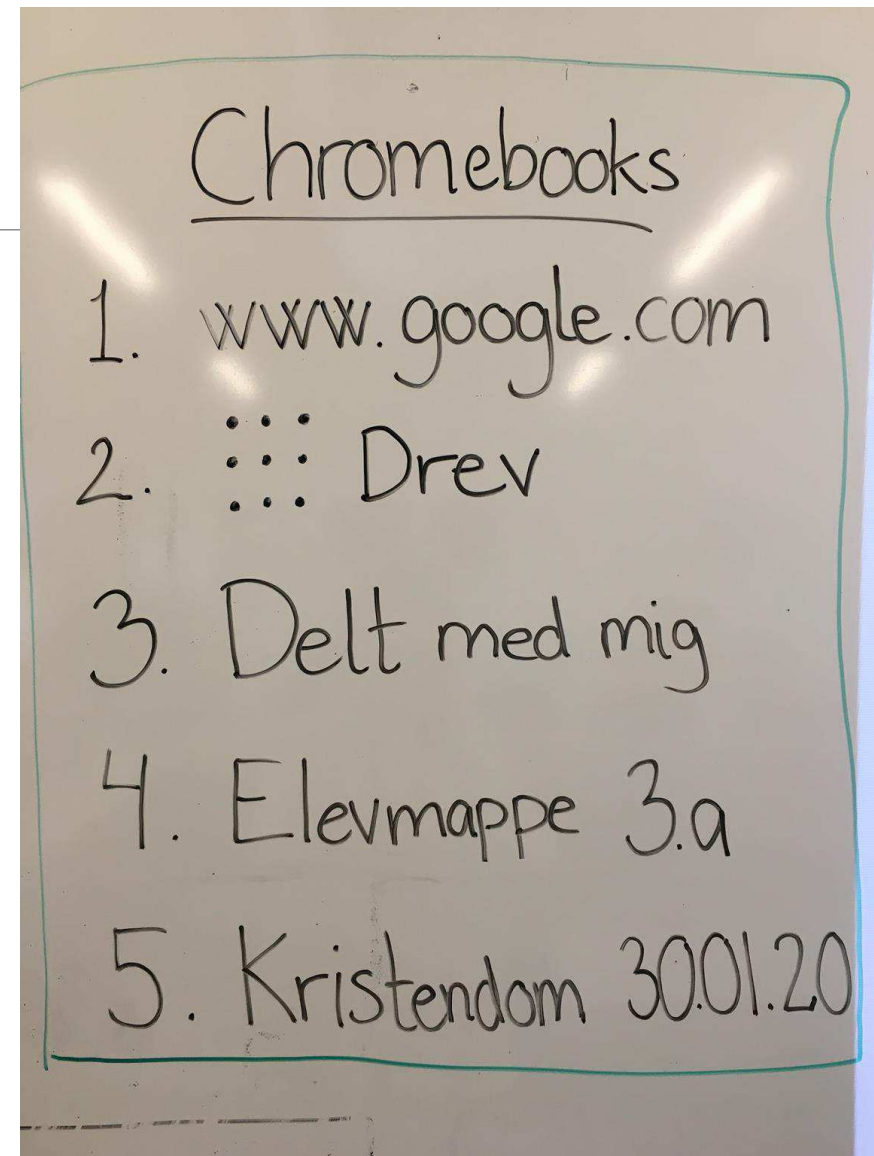 Chromebooks
1. www.google.com
2. Drev
3. Delt med mig
4. Elevmappe 3.a
5. Kristendom 30.01.20